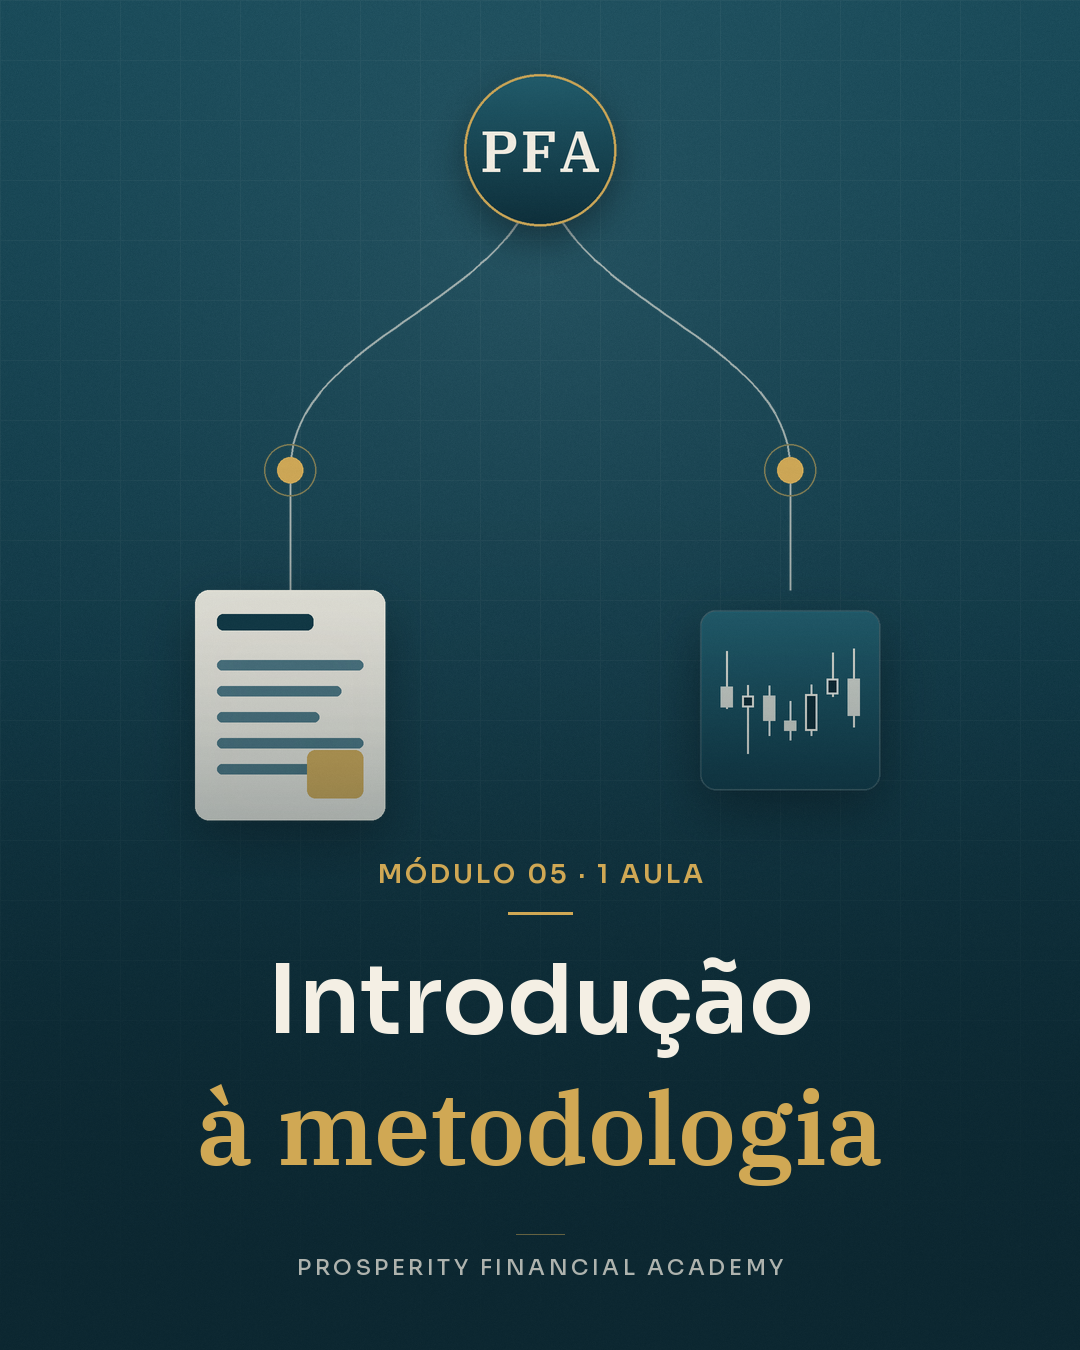 PFA
MÓDULO 05 · 1 AULA
Introdução
à metodologia
PROSPERITY FINANCIAL ACADEMY